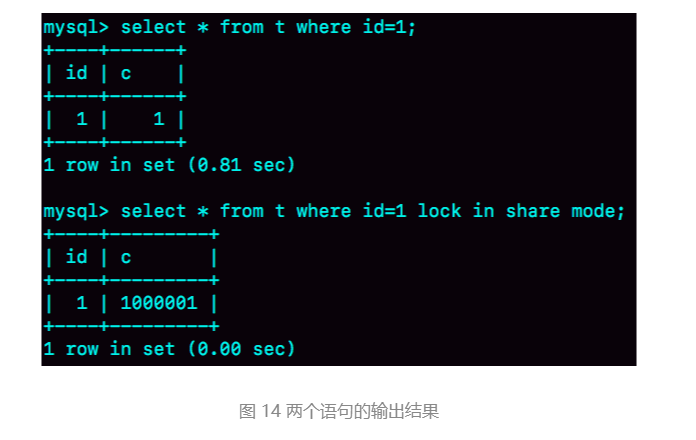 mysql> select * from t where id=1;
+----+------+
| id | c    |
+----+------+
|  1 |    1 |
+----+------+
1 row in set (0.81 sec)

mysql> select * from t where id=1 lock in share mode;
+----+---------+
| id | c       |
+----+---------+
|  1 | 1000001 |
+----+---------+
1 row in set (0.00 sec)
图 14 两个语句的输出结果